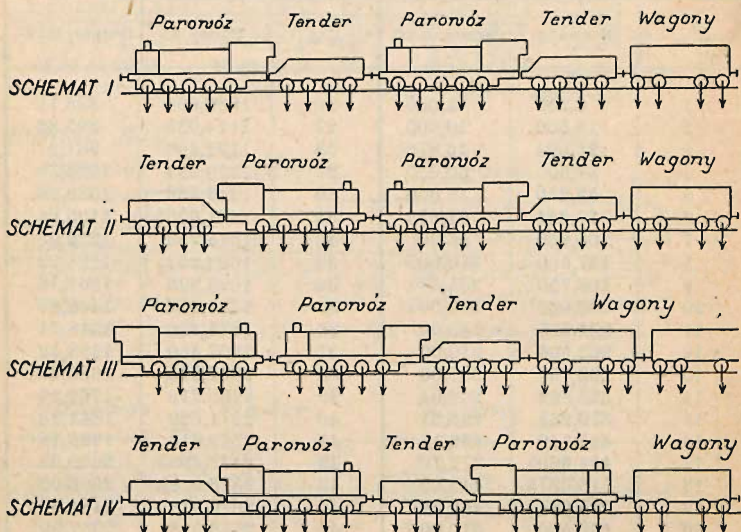 Parowóz Tender Parowóz Tender Wagony
SCHEMAT I
Tender Parowóz Parowóz Tender Wagony
SCHEMAT II
Parowóz Parowóz Tender Wagony
SCHEMAT III
Tender Parowóz Tender Parowóz Wagony
SCHEMAT IV